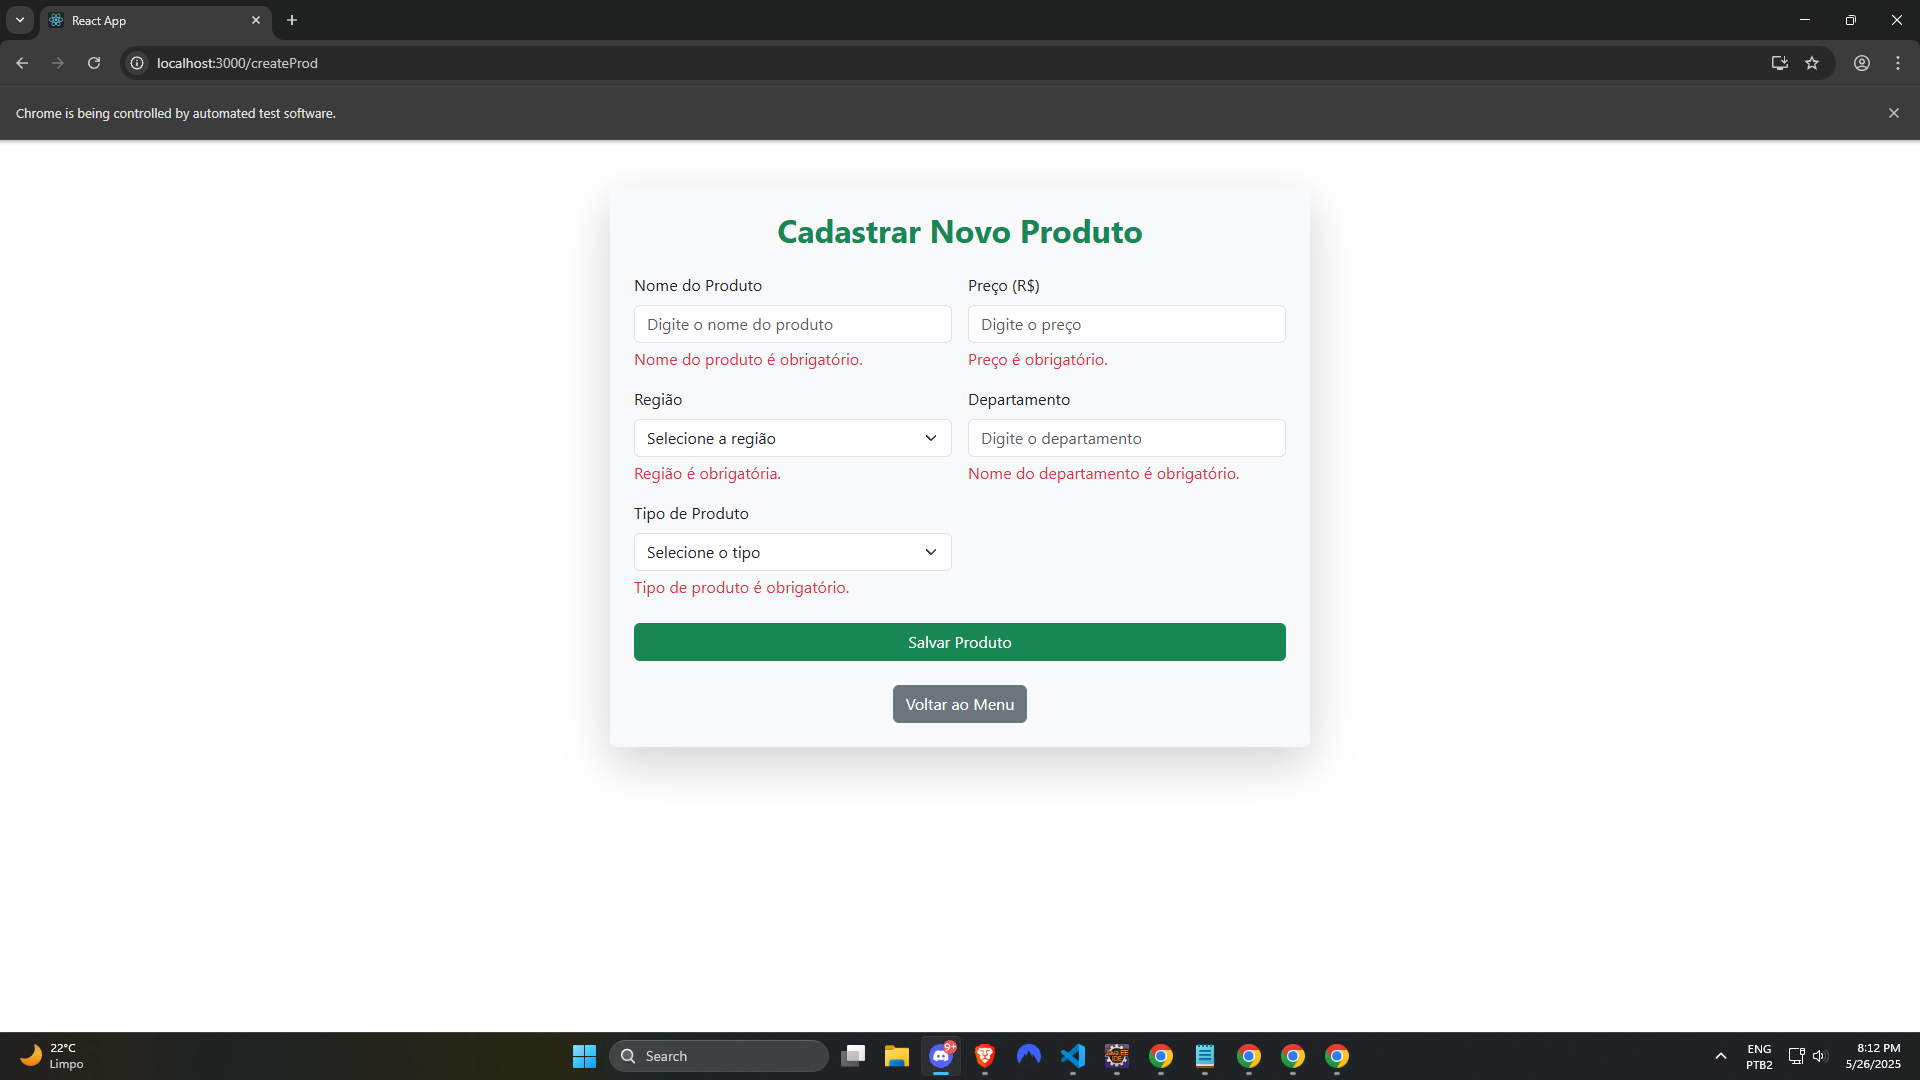 React App
localhost:3000/createProd
Chrome is being controlled by automated test software.
Cadastrar Novo Produto
Nome do Produto
Preço (R$)
Digite o nome do produto
Digite o preço
Nome do produto é obrigatório.
Preço é obrigatório.
Região
Departamento
Selecione a região
Digite o departamento
Região é obrigatória.
Nome do departamento é obrigatório.
Tipo de Produto
Selecione o tipo
Tipo de produto é obrigatório.
Salvar Produto
Voltar ao Menu
22°C
Limpo
Search
9+
Java EE
IDE
ENG
PTB2
8:12 PM
5/26/2025